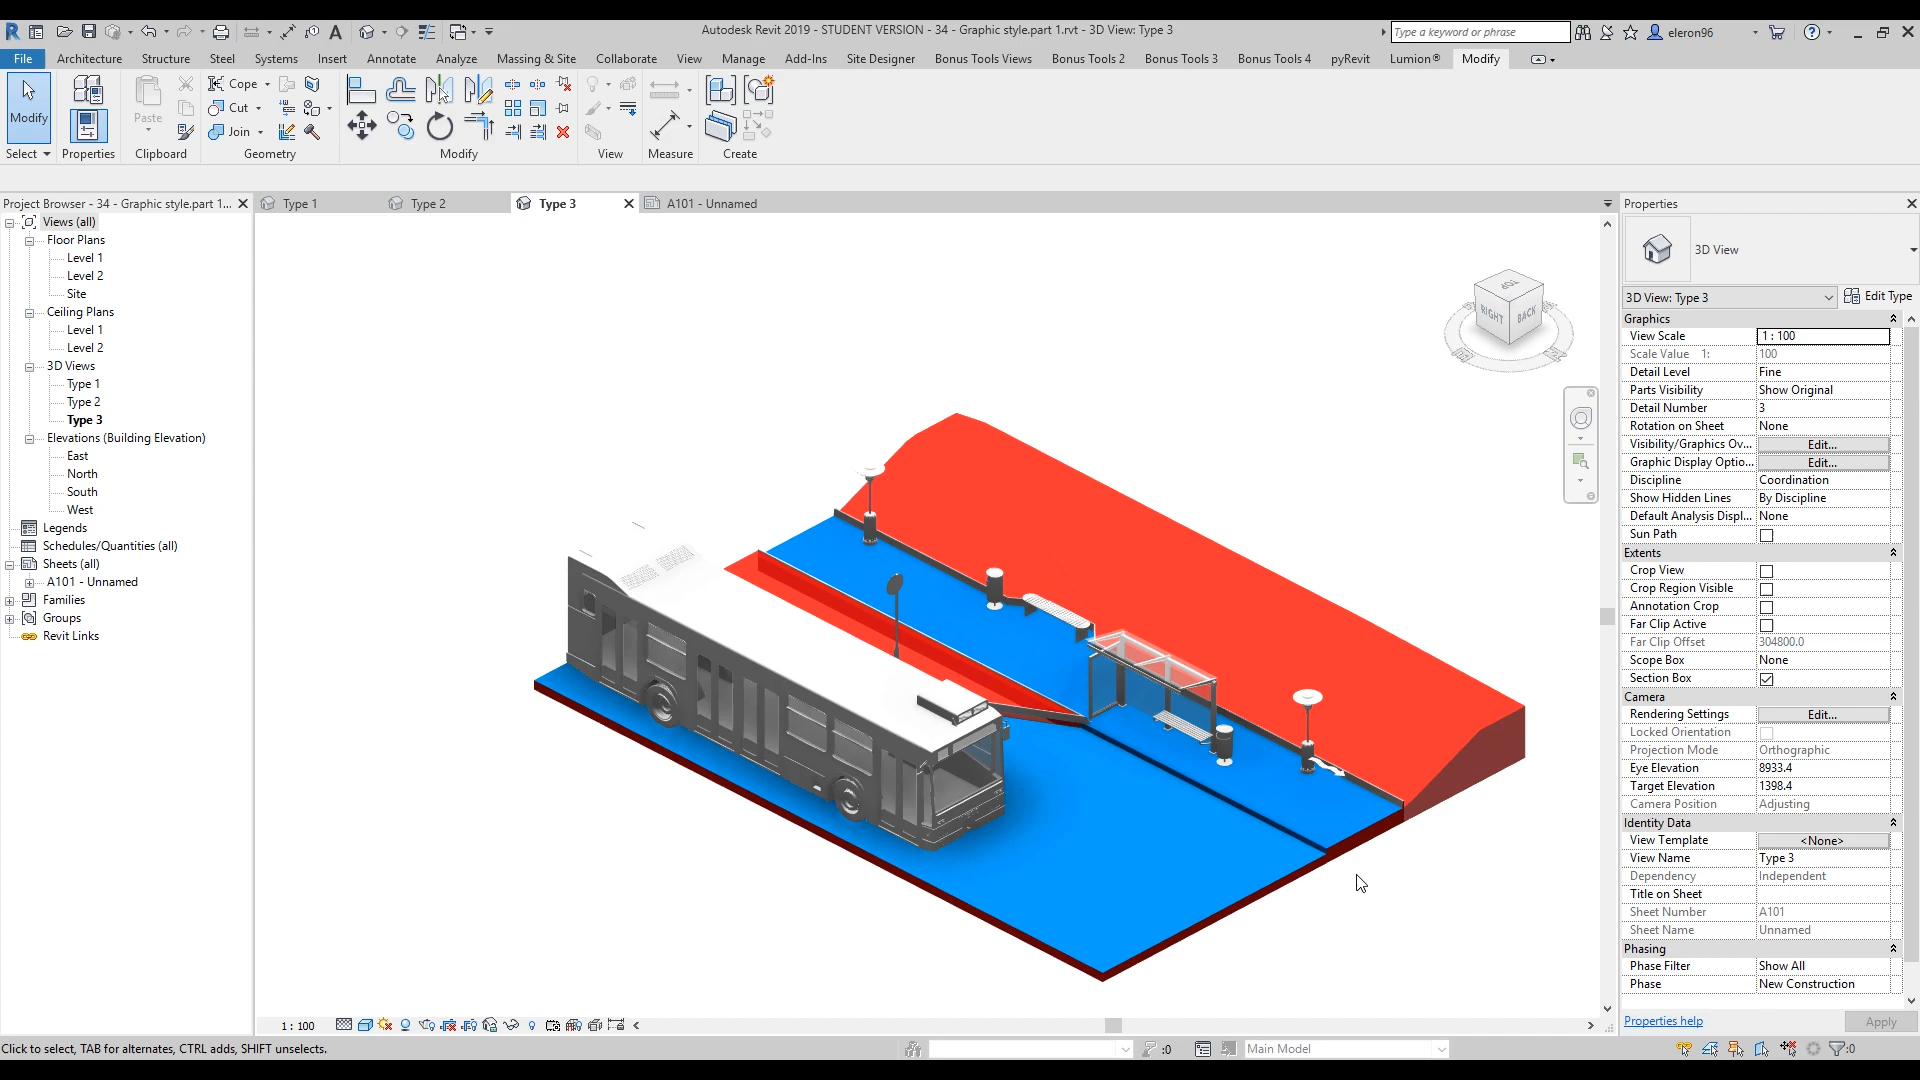 Autodesk Revit 2019 - STUDENT VERSION - 34 - Graphic style.part 1.rvt - 3D View: Type 3
Type a keyword or phrase
eleron96
File Architecture Structure Steel Systems Insert Annotate Analyze Massing & Site Collaborate View Manage Add-Ins Site Designer Bonus Tools Views Bonus Tools 2 Bonus Tools 3 Bonus Tools 4 pyRevit Lumion® Modify
Modify
Paste
Cope
Cut
Join
Select Properties Clipboard Geometry Modify View Measure Create
Project Browser - 34 - Graphic style.part 1...
Type 1 Type 2 Type 3 A101 - Unnamed
Views (all)
Floor Plans
Level 1
Level 2
Site
Ceiling Plans
Level 1
Level 2
3D Views
Type 1
Type 2
Type 3
Elevations (Building Elevation)
East
North
South
West
Legends
Schedules/Quantities (all)
Sheets (all)
A101 - Unnamed
Families
Groups
Revit Links
TOP
RIGHT
BACK
Properties
3D View
3D View: Type 3 Edit Type
Graphics
View Scale 1 : 100
Scale Value 1: 100
Detail Level Fine
Parts Visibility Show Original
Detail Number 3
Rotation on Sheet None
Visibility/Graphics Ov... Edit...
Graphic Display Optio... Edit...
Discipline Coordination
Show Hidden Lines By Discipline
Default Analysis Displ... None
Sun Path
Extents
Crop View
Crop Region Visible
Annotation Crop
Far Clip Active
Far Clip Offset 304800.0
Scope Box None
Section Box
Camera
Rendering Settings Edit...
Locked Orientation
Projection Mode Orthographic
Eye Elevation 8933.4
Target Elevation 1398.4
Camera Position Adjusting
Identity Data
View Template <None>
View Name Type 3
Dependency Independent
Title on Sheet
Sheet Number A101
Sheet Name Unnamed
Phasing
Phase Filter Show All
Phase New Construction
Properties help Apply
1 : 100
Click to select, TAB for alternates, CTRL adds, SHIFT unselects.
:0
Main Model
:0